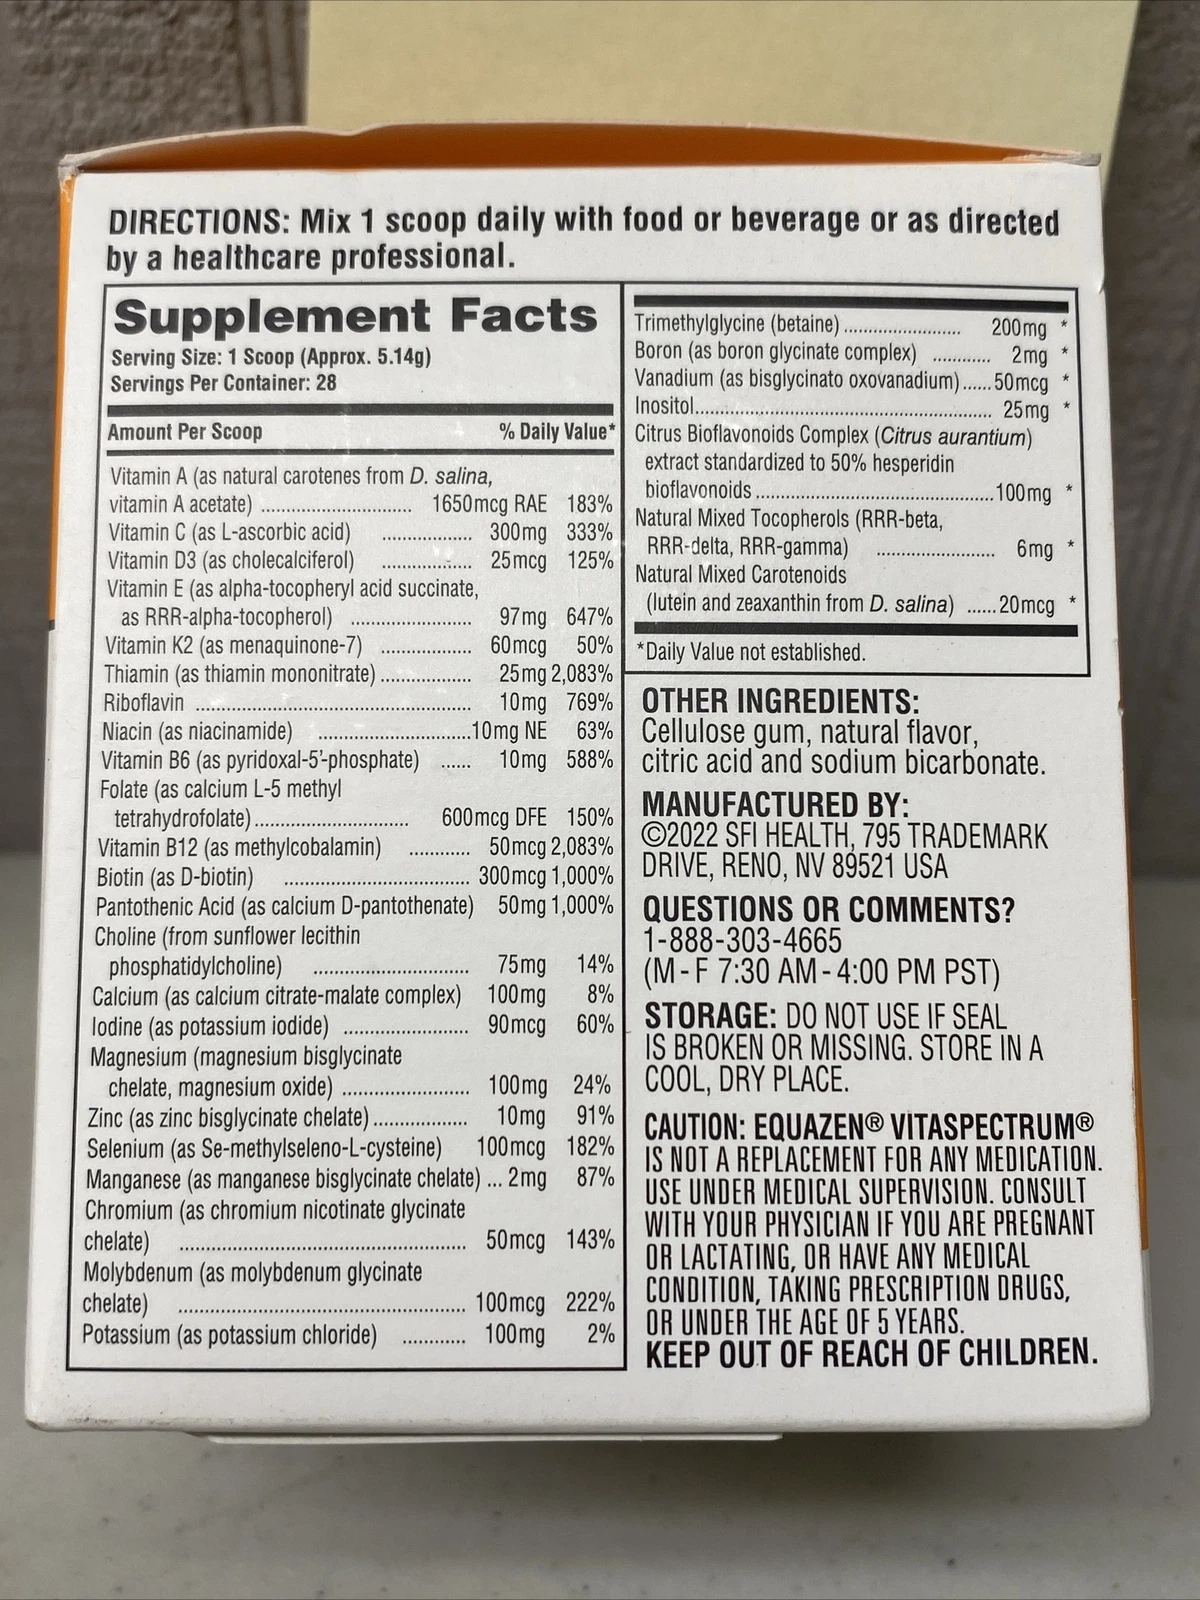 DIRECTIONS: Mix 1 scoop daily with food or beverage or as directed
by a healthcare professional.
Supplement Facts
Serving Size: 1 Scoop (Approx. 5.14g)
Servings Per Container: 28
Amount Per Scoop % Daily Value*
Vitamin A (as natural carotenes from D. salina,
vitamin A acetate) .............................. 1650mcg RAE 183%
Vitamin C (as L-ascorbic acid) .................. 300mg 333%
Vitamin D3 (as cholecalciferol) .................. 25mcg 125%
Vitamin E (as alpha-tocopheryl acid succinate,
as RRR-alpha-tocopherol) ........................ 97mg 647%
Vitamin K2 (as menaquinone-7) .................. 60mcg 50%
Thiamin (as thiamin mononitrate) .................. 25mg 2,083%
Riboflavin ....................................................... 10mg 769%
Niacin (as niacinamide) ..............................10mg NE 63%
Vitamin B6 (as pyridoxal-5'-phosphate) ...... 10mg 588%
Folate (as calcium L-5 methyl
tetrahydrofolate)............................... 600mcg DFE 150%
Vitamin B12 (as methylcobalamin) ............ 50mcg 2,083%
Biotin (as D-biotin) ..................................... 300mcg 1,000%
Pantothenic Acid (as calcium D-pantothenate) 50mg 1,000%
Choline (from sunflower lecithin
phosphatidylcholine) ............................... 75mg 14%
Calcium (as calcium citrate-malate complex) 100mg 8%
Iodine (as potassium iodide) ......................... 90mcg 60%
Magnesium (magnesium bisglycinate
chelate, magnesium oxide) ......................... 100mg 24%
Zinc (as zinc bisglycinate chelate)................... 10mg 91%
Selenium (as Se-methylseleno-L-cysteine) 100mcg 182%
Manganese (as manganese bisglycinate chelate) ... 2mg 87%
Chromium (as chromium nicotinate glycinate
chelate) ......................................................... 50mcg 143%
Molybdenum (as molybdenum glycinate
chelate) ......................................................... 100mcg 222%
Potassium (as potassium chloride) ............ 100mg 2%
Trimethylglycine (betaine) ....................... 200mg *
Boron (as boron glycinate complex) ............ 2mg *
Vanadium (as bisglycinato oxovanadium)...... 50mcg *
Inositol........................................................... 25mg *
Citrus Bioflavonoids Complex (Citrus aurantium)
extract standardized to 50% hesperidin
bioflavonoids ................................................100mg *
Natural Mixed Tocopherols (RRR-beta,
RRR-delta, RRR-gamma) ........................ 6mg *
Natural Mixed Carotenoids
(lutein and zeaxanthin from D. salina) ......20mcg *
*Daily Value not established.
OTHER INGREDIENTS:
Cellulose gum, natural flavor,
citric acid and sodium bicarbonate.
MANUFACTURED BY:
©2022 SFI HEALTH, 795 TRADEMARK
DRIVE, RENO, NV 89521 USA
QUESTIONS OR COMMENTS?
1-888-303-4665
(M - F 7:30 AM - 4:00 PM PST)
STORAGE: DO NOT USE IF SEAL
IS BROKEN OR MISSING. STORE IN A
COOL, DRY PLACE.
CAUTION: EQUAZEN® VITASPECTRUM®
IS NOT A REPLACEMENT FOR ANY MEDICATION.
USE UNDER MEDICAL SUPERVISION. CONSULT
WITH YOUR PHYSICIAN IF YOU ARE PREGNANT
OR LACTATING, OR HAVE ANY MEDICAL
CONDITION, TAKING PRESCRIPTION DRUGS,
OR UNDER THE AGE OF 5 YEARS.
KEEP OUT OF REACH OF CHILDREN.